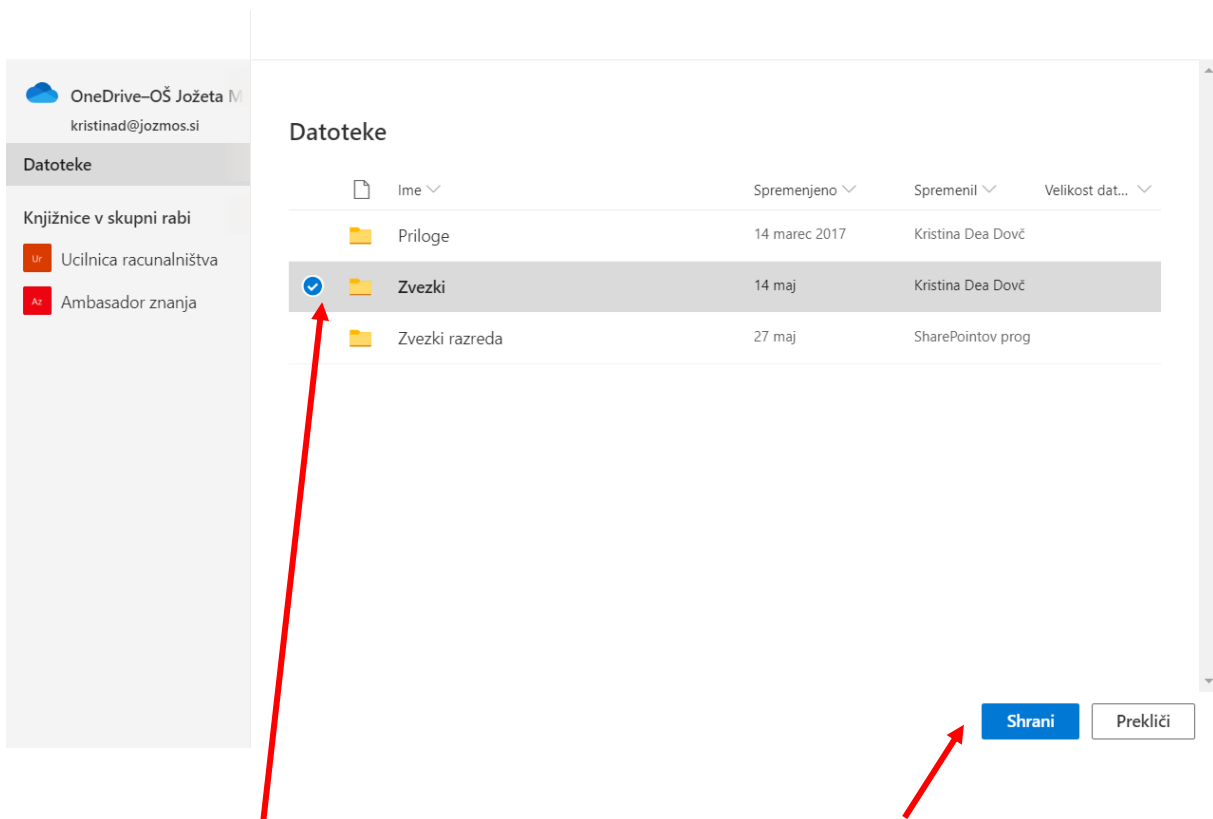 OneDrive–OŠ Jožeta M
kristinad@jozmos.si
Datoteke
Knjižnice v skupni rabi
Ur Ucilnica racunalništva
Az Ambasador znanja
Datoteke
Ime Spremenjeno Spremenil Velikost dat...
Priloge 14 marec 2017 Kristina Dea Dovč
Zvezki 14 maj Kristina Dea Dovč
Zvezki razreda 27 maj SharePointov prog
Shrani Prekliči